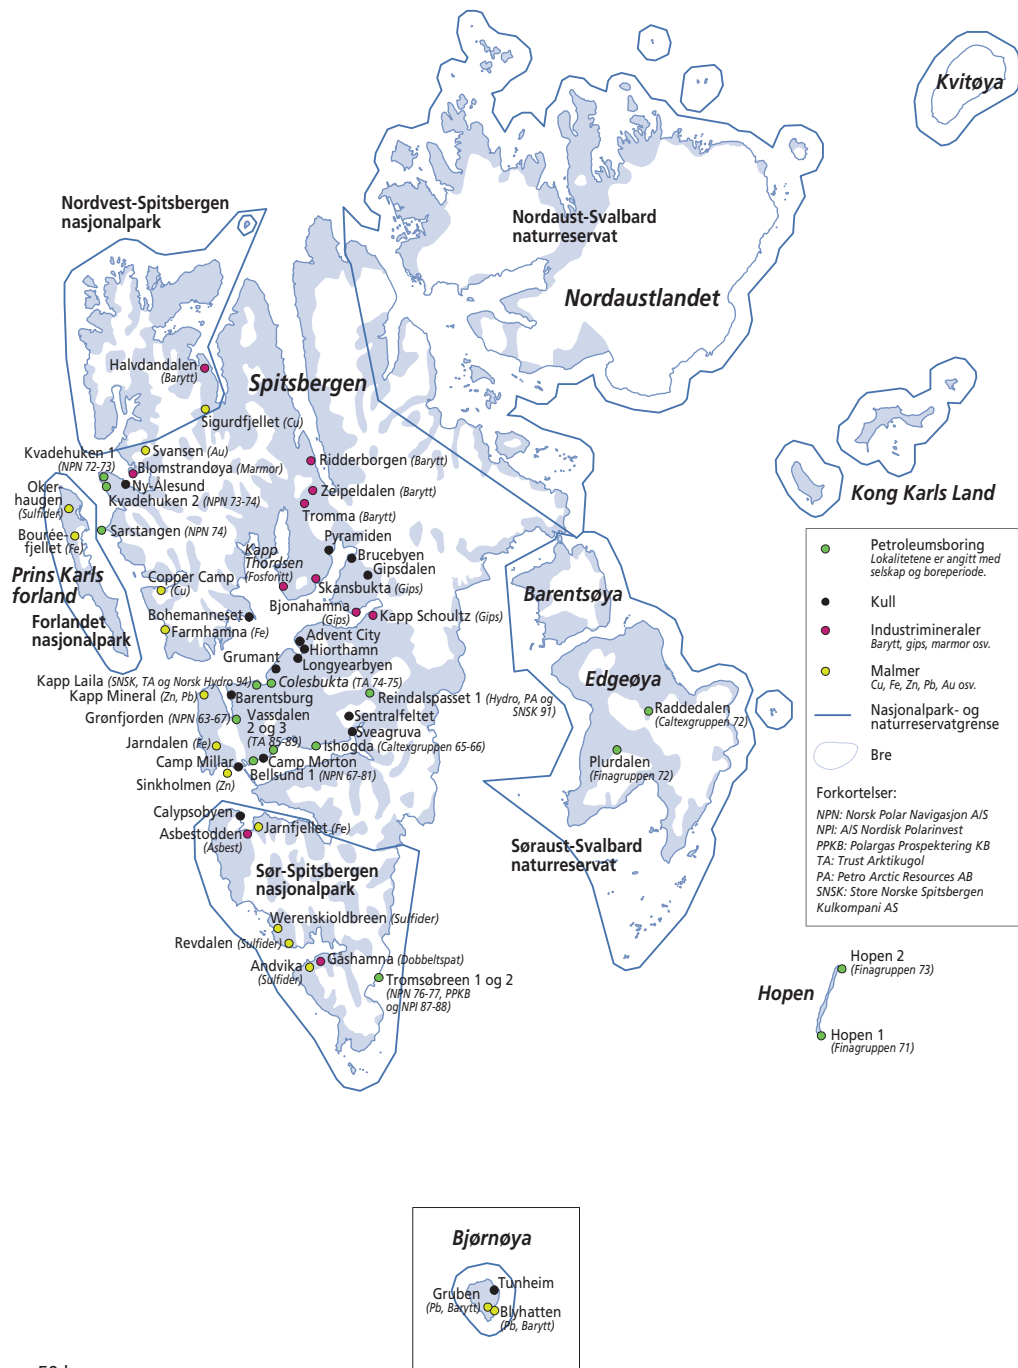 Kvitøya
Nordvest-Spitsbergen
nasjonalpark
Nordaust-Svalbard
naturreservat
Nordaustlandet
Halvdandalen
(Barytt)
Spitsbergen
Sigurdfjellet (Cu)
Kvadehuken 1
(NPN 72-73)
Svansen (Au)
Blomstrandøya (Marmor)
Ny-Ålesund
Kvadehuken 2 (NPN 73-74)
Ridderborgen (Barytt)
Zeipeldalen (Barytt)
Tromma (Barytt)
Oker-
haugen
(Sulfider)
Sarstangen (NPN 74)
Bourée-
fjellet (Fe)
Kong Karls Land
Pyramiden
Brucebyen
Gipsdalen
Kapp
Thordsen
(Fosforitt)
Skansbukta (Gips)
Prins Karls
forland
Forlandet
nasjonalpark
Copper Camp
(Cu)
Bohemanneset
Farmhamna (Fe)
Bjonahamna
(Gips)
Kapp Schoultz (Gips)
Barentsøya
Advent City
Hiorthamn
Longyearbyen
Grumant
Kapp Laila (SNSK, TA og Norsk Hydro 94)
Colesbukta (TA 74-75)
Kapp Mineral (Zn, Pb)
Barentsburg
Reindalspasset 1 (Hydro, PA og
SNSK 91)
Edgeøya
Raddedalen
(Caltexgruppen 72)
Grønfjorden (NPN 63-67)
Vassdalen
2 og 3
(TA 85-89)
Sentralfeltet
Sveagruva
Jarndalen (Fe)
Ishøgda (Caltexgruppen 65-66)
Camp Millar
Camp Morton
Bellsund 1 (NPN 67-81)
Plurdalen
(Finagruppen 72)
Sinkholmen (Zn)
Calypsobyen
Jarnfjellet (Fe)
Asbestodden
(Asbest)
Sør-Spitsbergen
nasjonalpark
Søraust-Svalbard
naturreservat
Werenskioldbreen (Sulfider)
Revdalen (Sulfider)
Gåshamna (Dobbeltspat)
Andvika
(Sulfider)
Tromsøbreen 1 og 2
(NPN 76-77, PPKB
og NPI 87-88)
Petroleumsboring
Lokalitetene er angitt med
selskap og boreperiode.
Kull
Industrimineraler
Barytt, gips, marmor osv.
Malmer
Cu, Fe, Zn, Pb, Au osv.
Nasjonalpark- og
naturreservatgrense
Bre
Forkortelser:
NPN: Norsk Polar Navigasjon A/S
NPI: A/S Nordisk Polarinvest
PPKB: Polargas Prospektering KB
TA: Trust Arktikugol
PA: Petro Arctic Resources AB
SNSK: Store Norske Spitsbergen
Kulkompani AS
Hopen 2
(Finagruppen 73)
Hopen
Hopen 1
(Finagruppen 71)
Bjørnøya
Tunheim
Gruben
(Pb, Barytt)
Blyhatten
(Pb, Barytt)